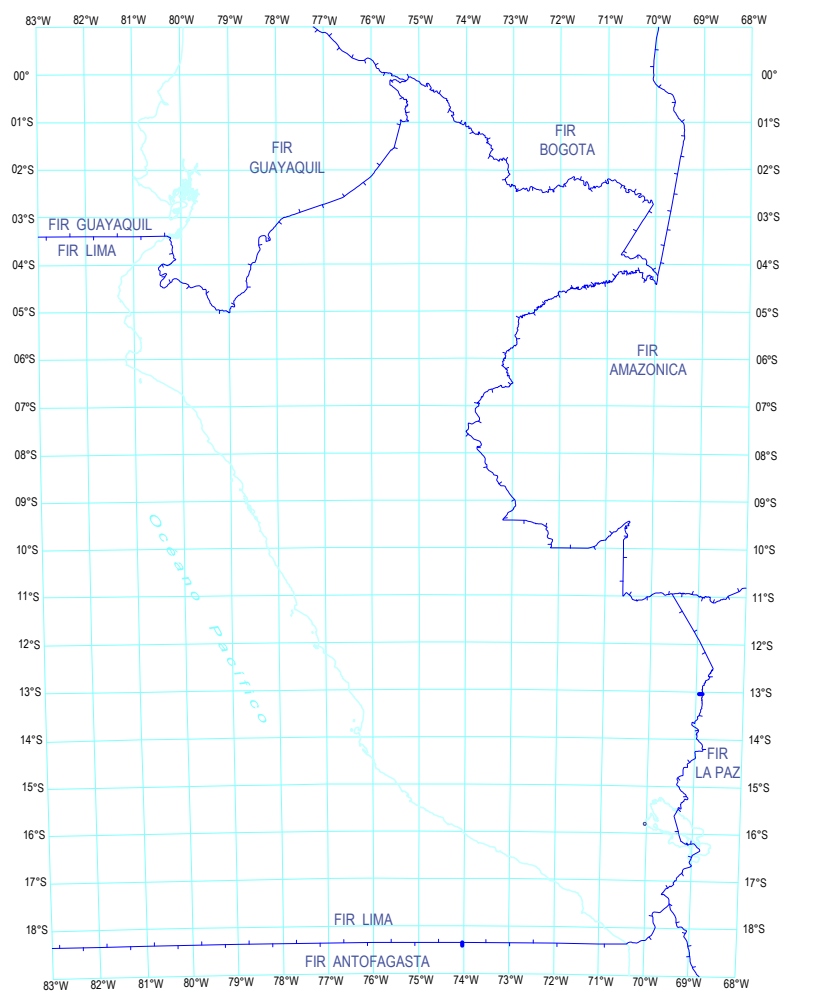 83°W 82°W 81°W 80°W 79°W 78°W 77°W 76°W 75°W 74°W 73°W 72°W 71°W 70°W 69°W 68°W
00° 00°
01°S FIR BOGOTA 01°S
FIR
GUAYAQUIL
02°S 02°S
03°S 03°S
FIR GUAYAQUIL
FIR LIMA
04°S 04°S
05°S 05°S
FIR
AMAZONICA
06°S 06°S
07°S 07°S
08°S 08°S
09°S 09°S
Océano Pacífico
10°S 10°S
11°S 11°S
12°S 12°S
13°S 13°S
14°S 14°S
FIR
LA PAZ
15°S 15°S
16°S 16°S
17°S 17°S
18°S 18°S
FIR LIMA
FIR ANTOFAGASTA
83°W 82°W 81°W 80°W 79°W 78°W 77°W 76°W 75°W 74°W 73°W 72°W 71°W 70°W 69°W 68°W